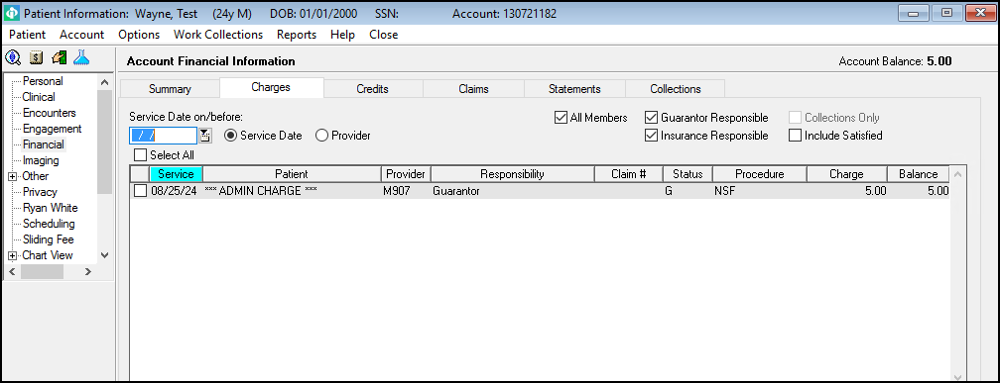 Patient Information: Wayne, Test (24y M) DOB: 01/01/2000 SSN: Account: 130721182
Patient Account Options Work Collections Reports Help Close
Account Financial Information Account Balance: 5.00
Personal
Clinical
Encounters
Engagement
Financial
Imaging
Other
Privacy
Ryan White
Scheduling
Sliding Fee
Chart View
Summary Charges Credits Claims Statements Collections
Service Date on/before:
/ / Service Date Provider
All Members Guarantor Responsible Collections Only
Insurance Responsible Include Satisfied
Select All
Service Patient Provider Responsibility Claim # Status Procedure Charge Balance
08/25/24 *** ADMIN CHARGE *** M907 Guarantor G NSF 5.00 5.00